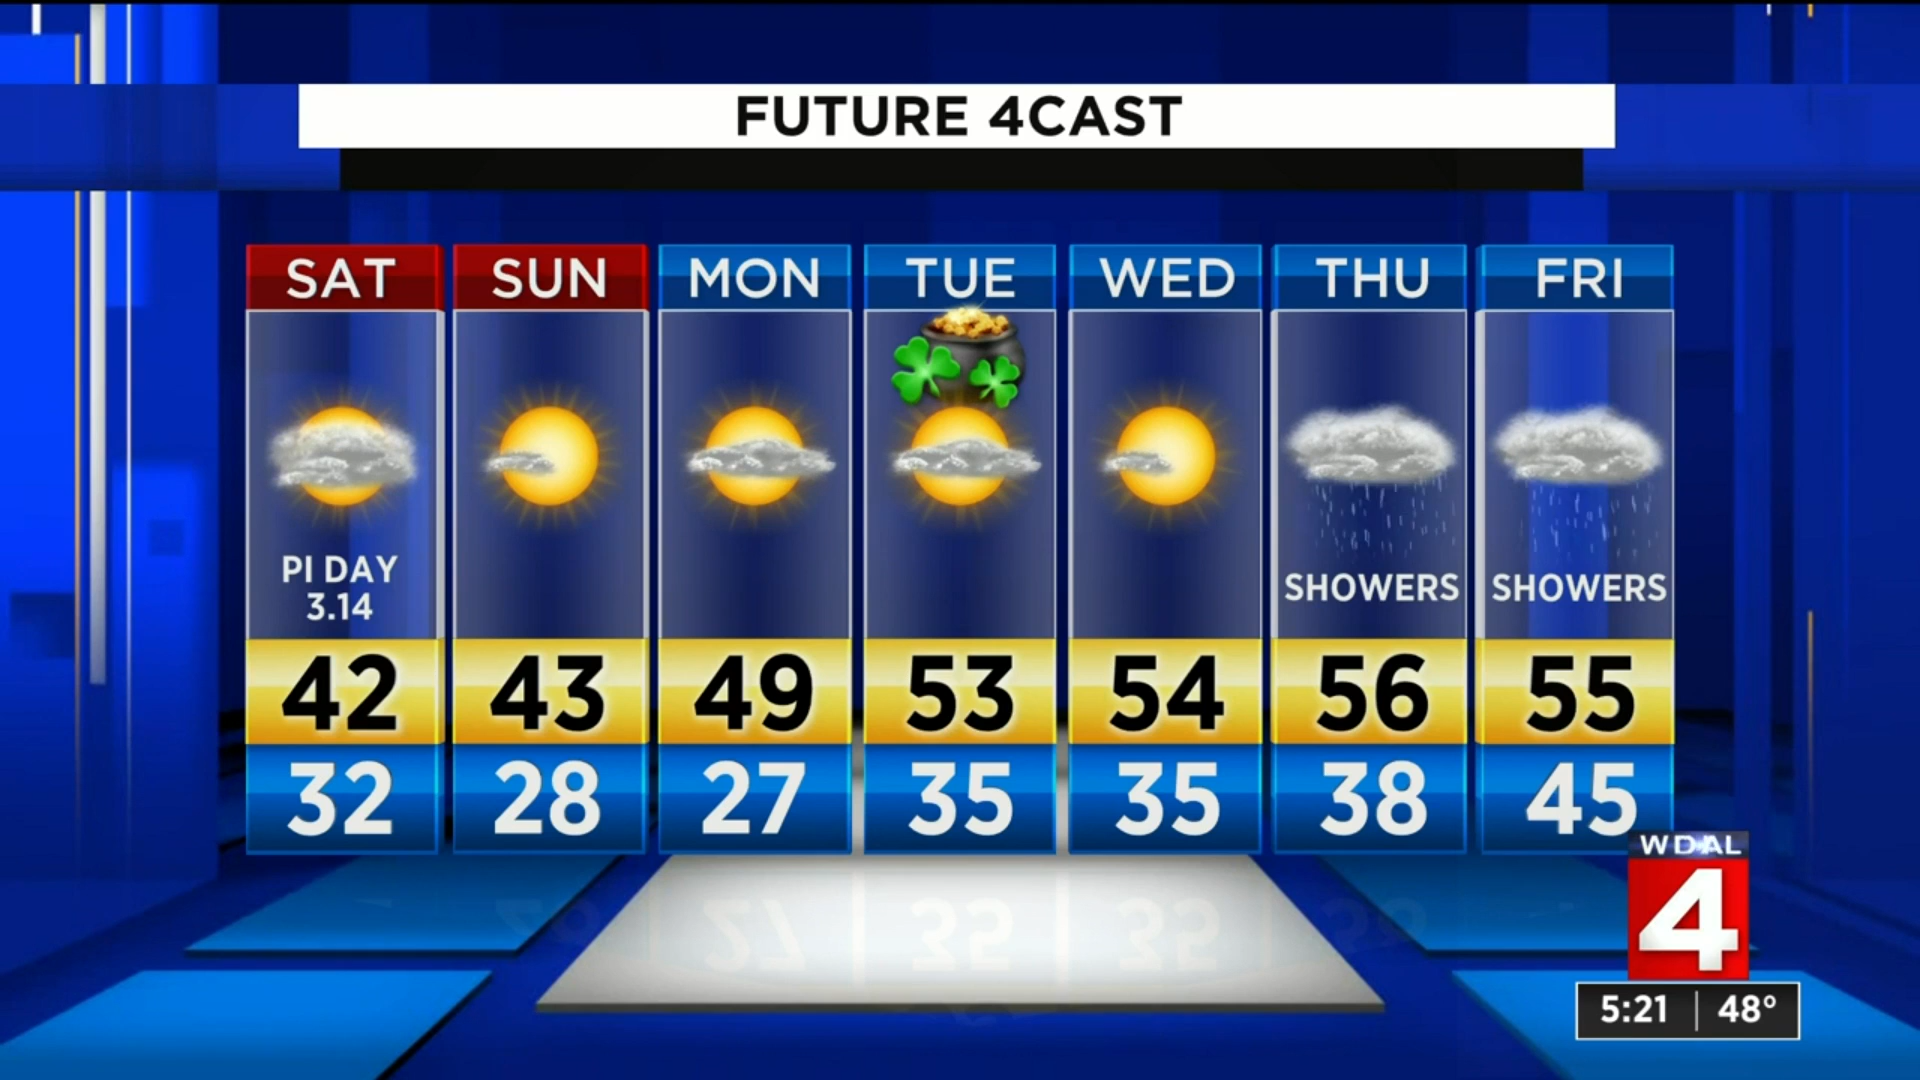 FUTURE 4CAST
SAT SUN MON TUE WED THU FRI
PI DAY
3.14
SHOWERS SHOWERS
42 43 49 53 54 56 55
32 28 27 35 35 38 45
WDAL
4
5:21 48°